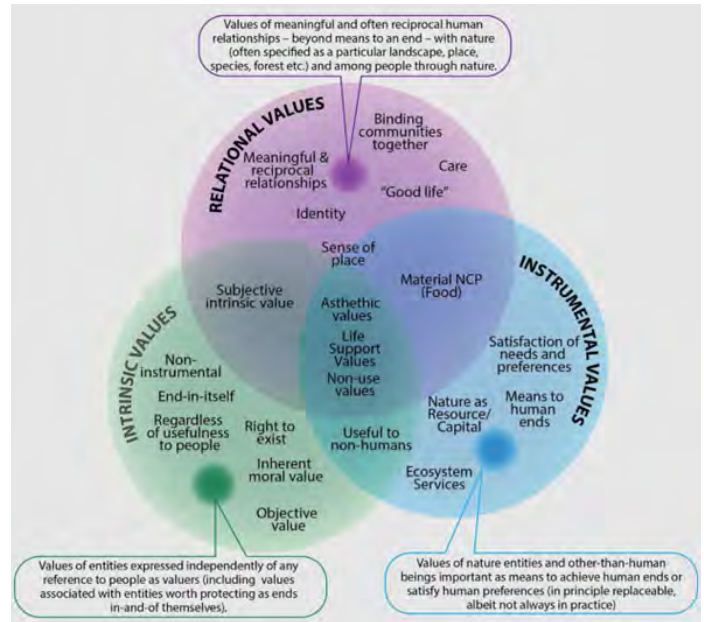 Values of meaningful and often reciprocal human
relationships – beyond means to an end – with nature
(often specified as a particular landscape, place,
species, forest etc.) and among people through nature.
RELATIONAL VALUES
Binding
communities
together
Meaningful &
reciprocal
relationships
Care
"Good life"
Identity
Sense of
place
INSTRUMENTAL VALUES
Material NCP
(Food)
Subjective
intrinsic value
Asthethic
values
Life
Support
Values
Non-use
values
INTRINSIC VALUES
Non-
instrumental
End-in-itself
Regardless
of usefulness
to people
Right to
exist
Inherent
moral value
Objective
value
Useful to
non-humans
Satisfaction of
needs and
preferences
Nature as
Resource/
Capital
Means to
human
ends
Ecosystem
Services
Values of entities expressed independently of any
reference to people as valuers (including values
associated with entities worth protecting as ends
in-and-of themselves).
Values of nature entities and other-than-human
beings important as means to achieve human ends or
satisfy human preferences (in principle replaceable,
albeit not always in practice)